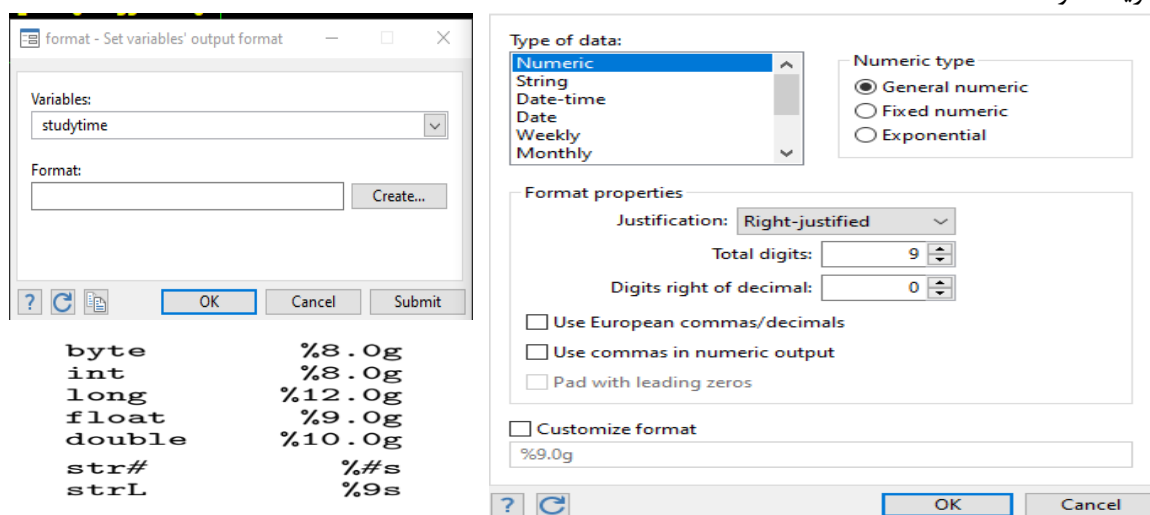 format - Set variables' output format
Variables:
studytime
Format:
Create...
?
OK
Cancel
Submit
byte %8.0g
int %8.0g
long %12.0g
float %9.0g
double %10.0g
str# %#s
strL %9s
Type of data:
Numeric
String
Date-time
Date
Weekly
Monthly
Numeric type
General numeric
Fixed numeric
Exponential
Format properties
Justification: Right-justified
Total digits: 9
Digits right of decimal: 0
Use European commas/decimals
Use commas in numeric output
Pad with leading zeros
Customize format
%9.0g
?
OK
Cancel